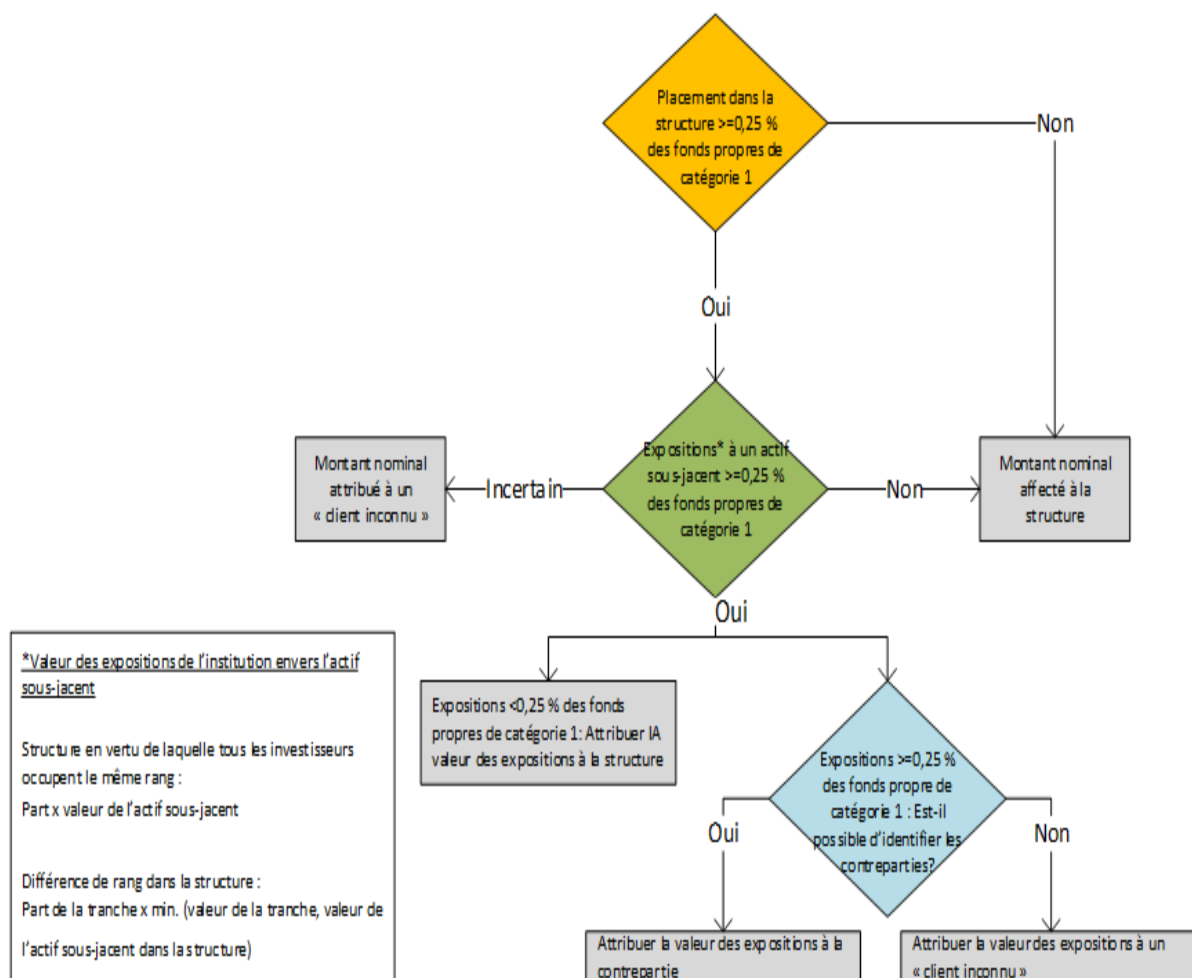 Placement dans la
structure >=0,25 %
des fonds propres de
catégorie 1
Non
Oui
Montant nominal
attribué à un
« client inconnu »
Incertain
Expositions* à un actif
sous-jacent >=0,25 %
des fonds propres de
catégorie 1
Non
Montant nominal
affecté à la
structure
Oui
*Valeur des expositions de l'institution envers l'actif
sous-jacent
Structure en vertu de laquelle tous les investisseurs
occupent le même rang :
Part x valeur de l'actif sous-jacent
Différence de rang dans la structure :
Part de la tranche x min. (valeur de la tranche, valeur de
l'actif sous-jacent dans la structure)
Expositions <0,25 % des fonds
propres de catégorie 1: Attribuer lA
valeur des expositions à la structure
Expositions >=0,25 %
des fonds propre de
catégorie 1 : Est-il
possible d'identifier les
contreparties?
Oui
Non
Attribuer la valeur des expositions à la
contrepartie
Attribuer la valeur des expositions à un
« client inconnu »